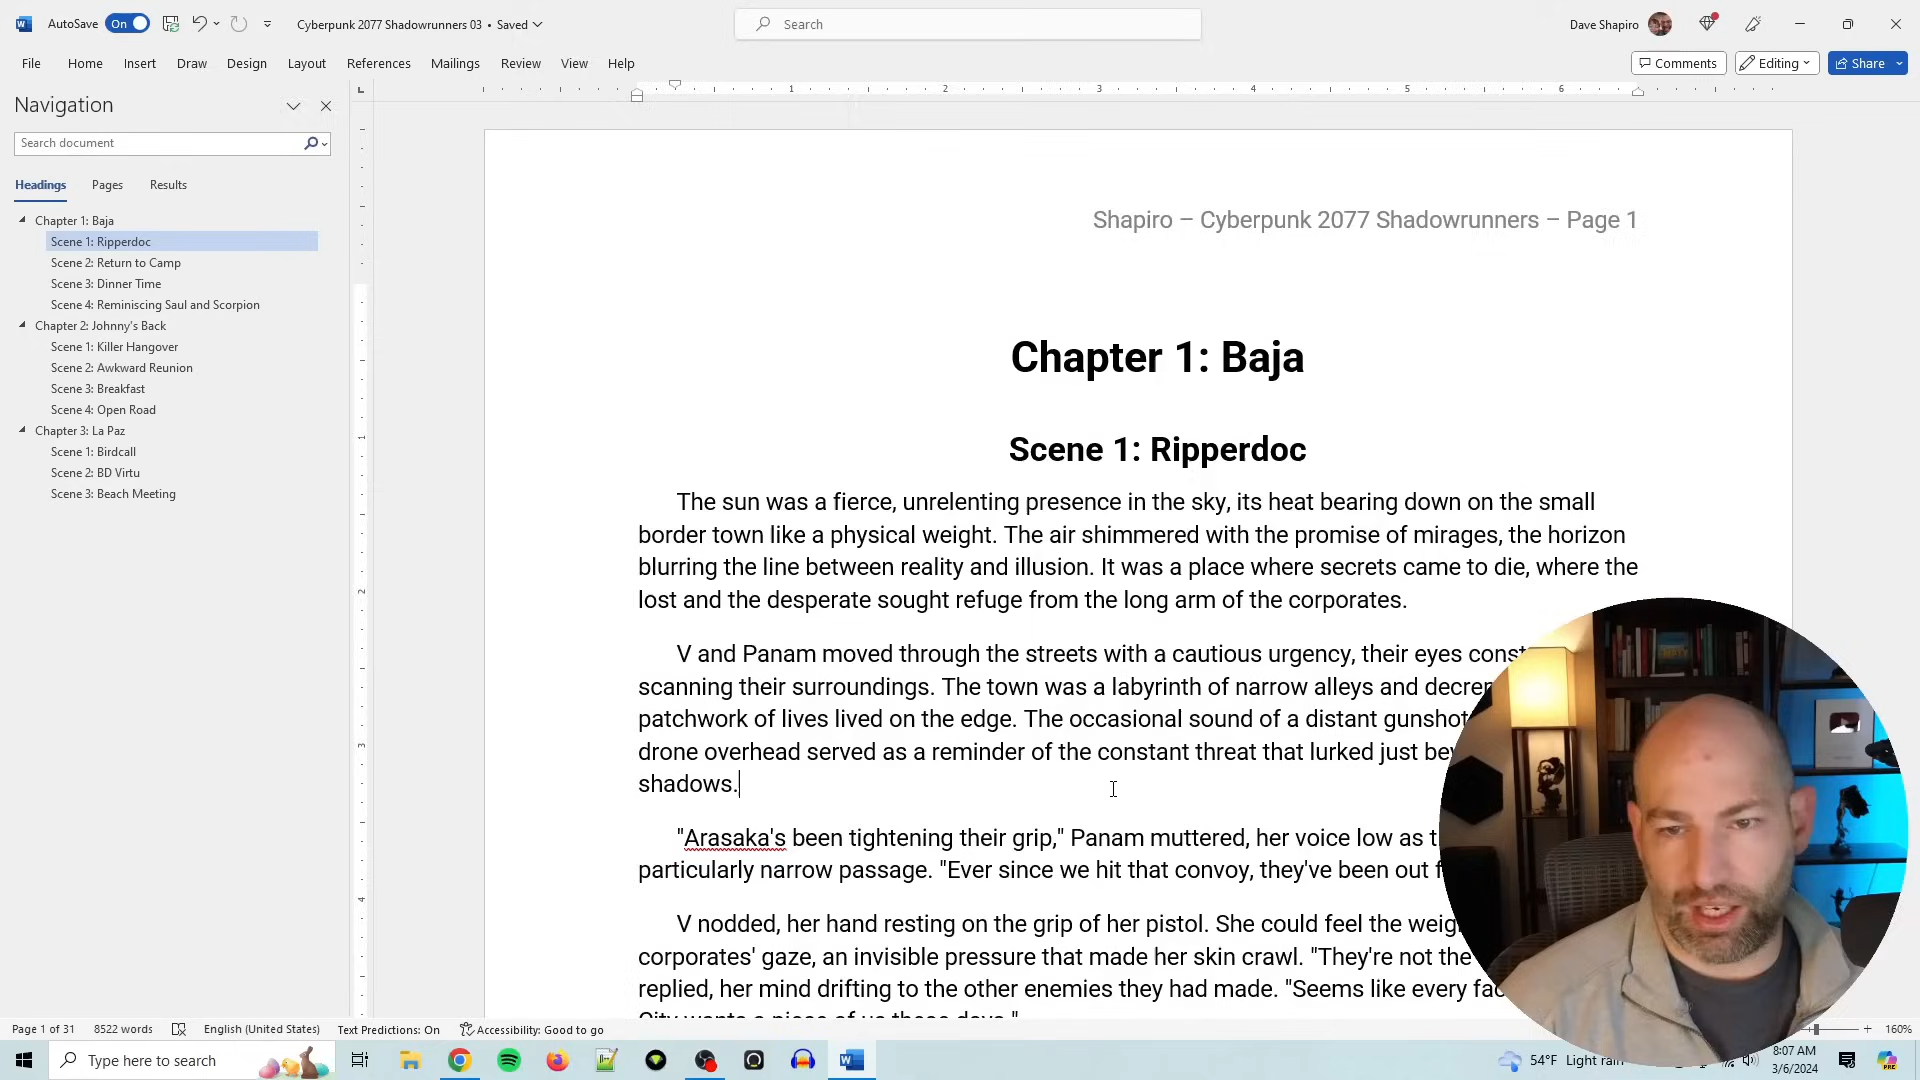 AutoSave On Cyberpunk 2077 Shadowrunners 03 • Saved Search Dave Shapiro
File Home Insert Draw Design Layout References Mailings Review View Help Comments Editing Share
Navigation
Search document
Headings Pages Results
Chapter 1: Baja
Scene 1: Ripperdoc
Scene 2: Return to Camp
Scene 3: Dinner Time
Scene 4: Reminiscing Saul and Scorpion
Chapter 2: Johnny's Back
Scene 1: Killer Hangover
Scene 2: Awkward Reunion
Scene 3: Breakfast
Scene 4: Open Road
Chapter 3: La Paz
Scene 1: Birdcall
Scene 2: BD Virtu
Scene 3: Beach Meeting
L 1 2 3 4 5 6
1
2
3
4
Shapiro – Cyberpunk 2077 Shadowrunners – Page 1
Chapter 1: Baja
Scene 1: Ripperdoc
The sun was a fierce, unrelenting presence in the sky, its heat bearing down on the small
border town like a physical weight. The air shimmered with the promise of mirages, the horizon
blurring the line between reality and illusion. It was a place where secrets came to die, where the
lost and the desperate sought refuge from the long arm of the corporates.
V and Panam moved through the streets with a cautious urgency, their eyes const
scanning their surroundings. The town was a labyrinth of narrow alleys and decre
patchwork of lives lived on the edge. The occasional sound of a distant gunshot
drone overhead served as a reminder of the constant threat that lurked just be
shadows.
"Arasaka's been tightening their grip," Panam muttered, her voice low as
particularly narrow passage. "Ever since we hit that convoy, they've been out
V nodded, her hand resting on the grip of her pistol. She could feel the weig
corporates' gaze, an invisible pressure that made her skin crawl. "They're not the
replied, her mind drifting to the other enemies they had made. "Seems like every fac
City wants a piece of us these days."
Page 1 of 31 8522 words English (United States) Text Predictions: On Accessibility: Good to go 160%
Type here to search 54°F Light rain 8:07 AM
3/6/2024